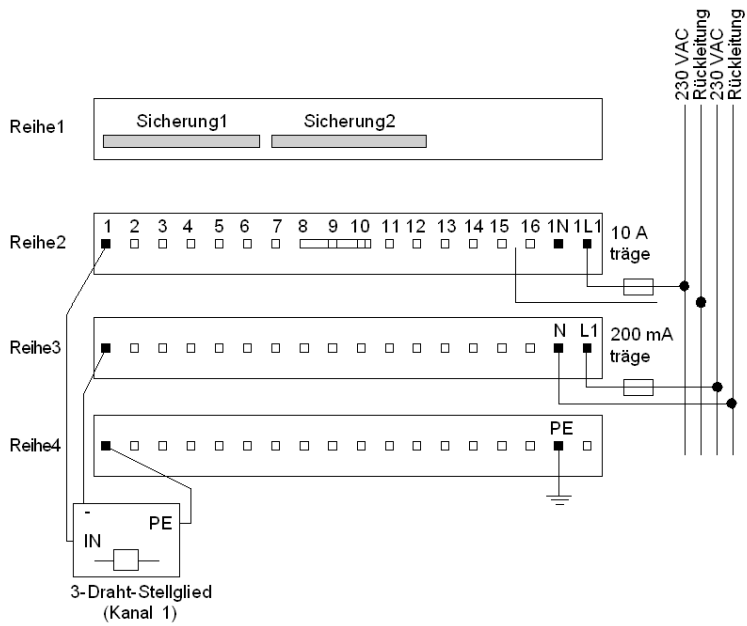 230 VAC
Rückleitung
230 VAC
Rückleitung
Reihe1
Sicherung1
Sicherung2
Reihe2
1 2 3 4 5 6 7 8 9 10 11 12 13 14 15 16 1N 1L1
10 A
träge
Reihe3
N L1
200 mA
träge
Reihe4
PE
-
PE
IN
3-Draht-Stellglied
(Kanal 1)